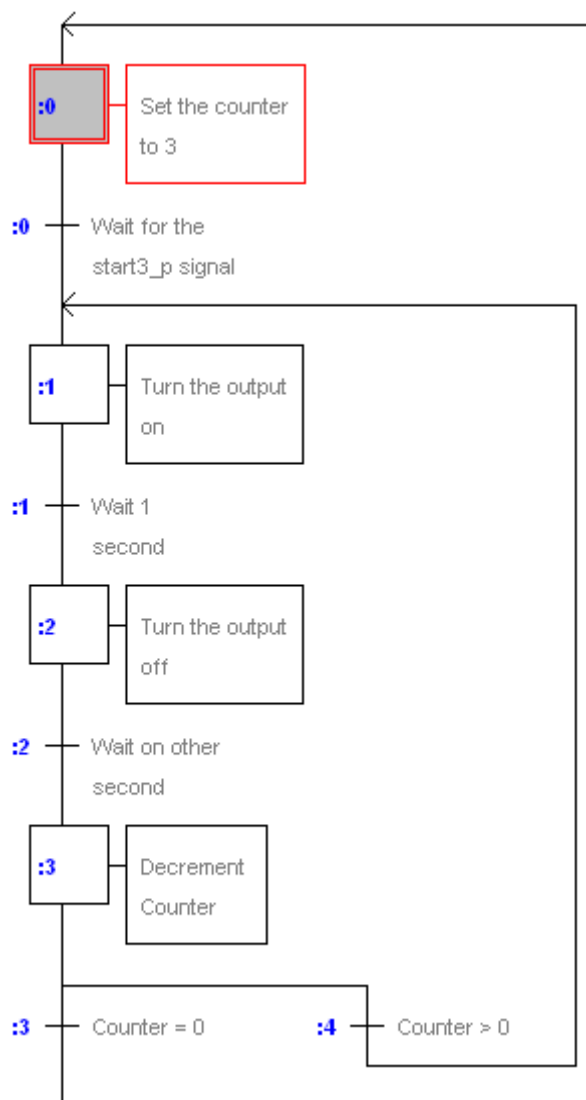 :0 Set the counter
to 3
:0 Wait for the
start3_p signal
:1 Turn the output
on
:1 Wait 1
second
:2 Turn the output
off
:2 Wait on other
second
:3 Decrement
Counter
:3 Counter = 0 :4 Counter > 0